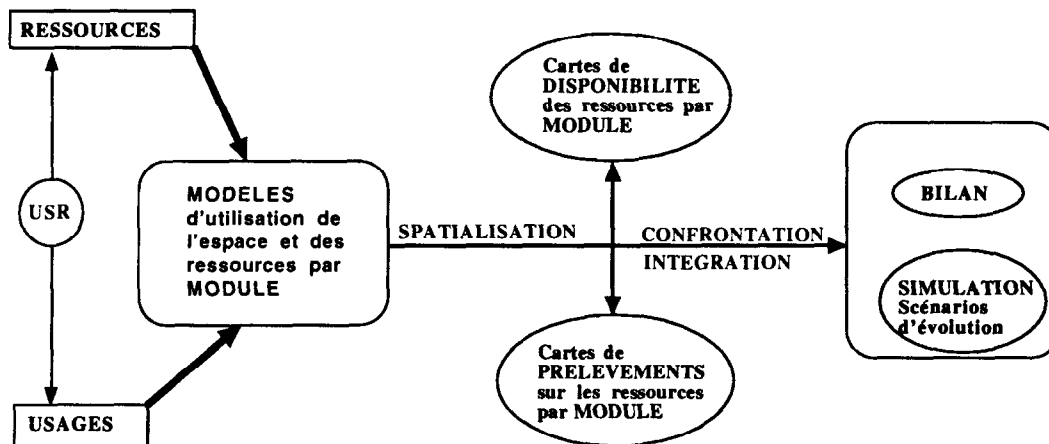 RESSOURCES
USR
USAGES
MODELES
d'utilisation de
l'espace et des
ressources par
MODULE
SPATIALISATION
Cartes de
DISPONIBILITE
des ressources par
MODULE
Cartes de
PRELEVEMENTS
sur les ressources
par MODULE
CONFRONTATION
INTEGRATION
BILAN
SIMULATION
Scénarios
d'évolution